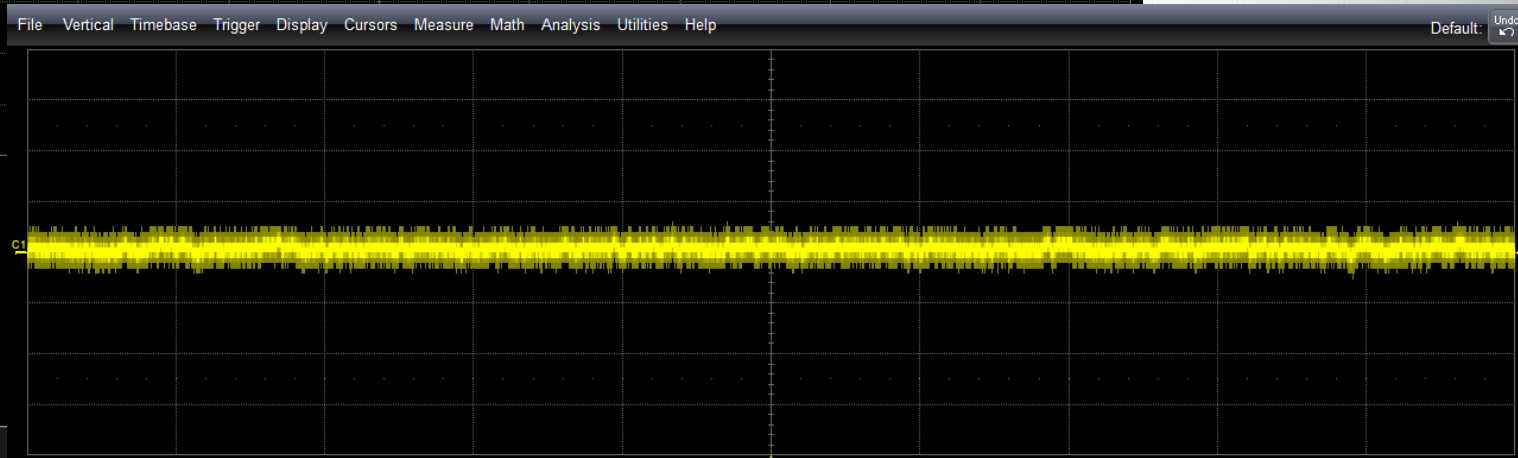 File Vertical Timebase Trigger Display Cursors Measure Math Analysis Utilities Help
Default: Undo
C1